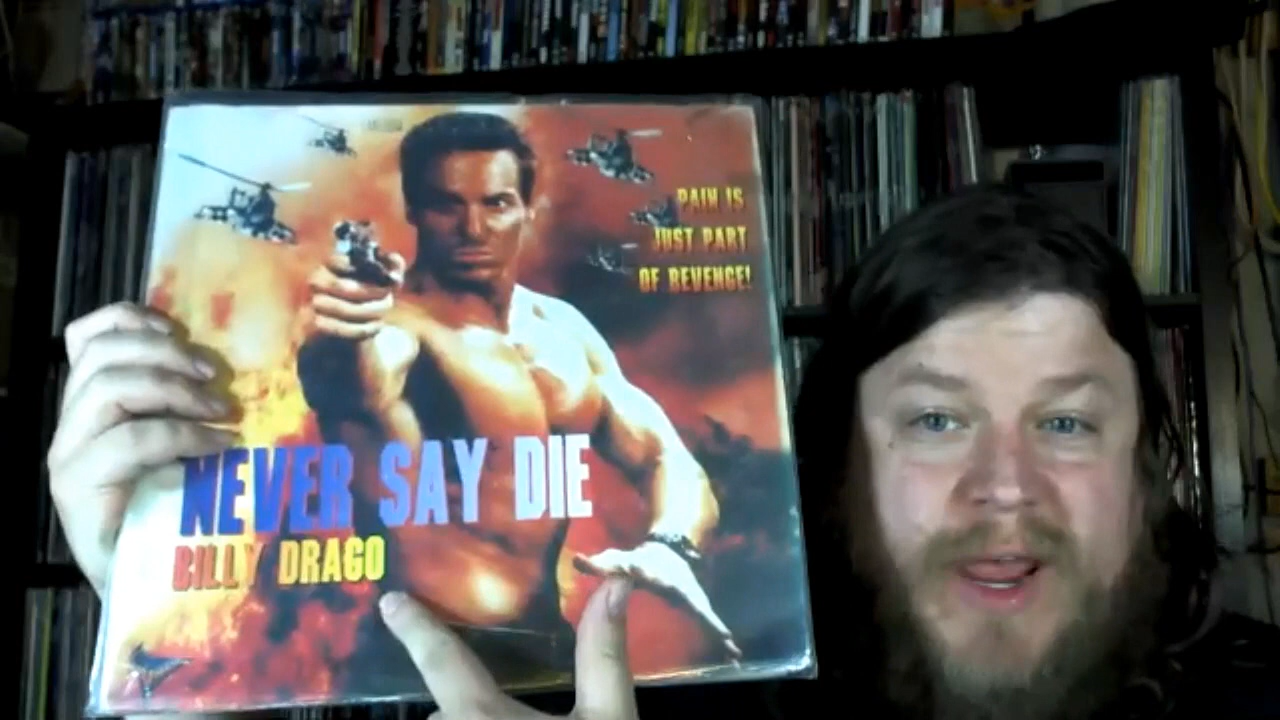 PAIN IS
JUST PART
OF REVENGE!
NEVER SAY DIE
BILLY DRAGO